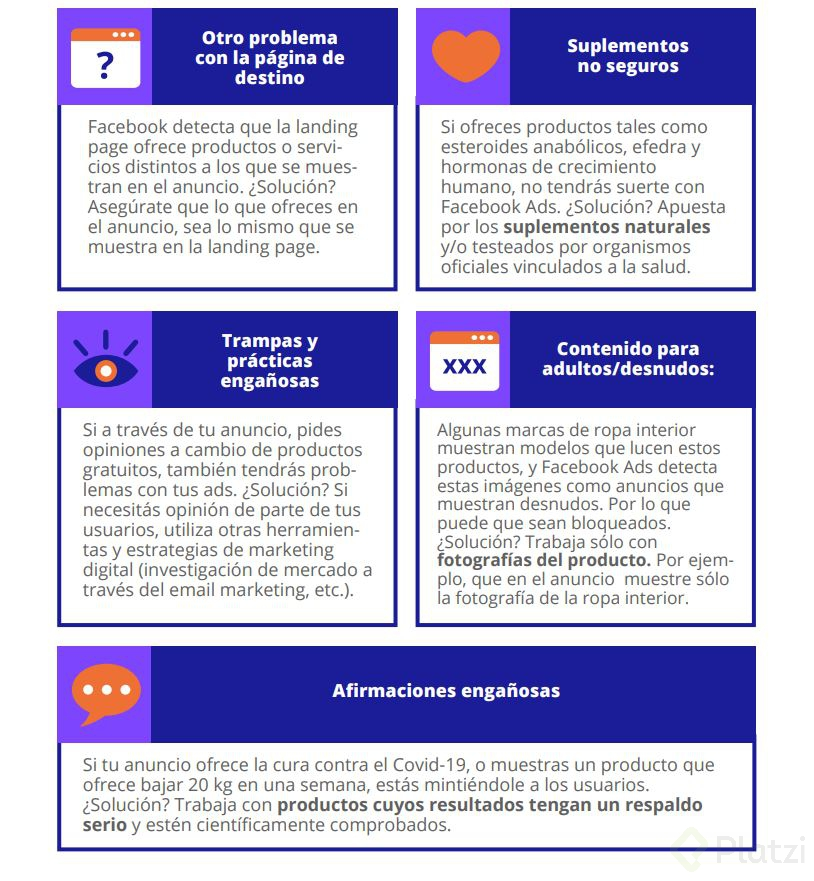 ?
Otro problema
con la página de
destino
Facebook detecta que la landing
page ofrece productos o servi-
cios distintos a los que se mues-
tran en el anuncio. ¿Solución?
Asegúrate que lo que ofreces en
el anuncio, sea lo mismo que se
muestra en la landing page.
Suplementos
no seguros
Si ofreces productos tales como
esteroides anabólicos, efedra y
hormonas de crecimiento
humano, no tendrás suerte con
Facebook Ads. ¿Solución? Apuesta
por los suplementos naturales
y/o testeados por organismos
oficiales vinculados a la salud.
Trampas y
prácticas
engañosas
Si a través de tu anuncio, pides
opiniones a cambio de productos
gratuitos, también tendrás prob-
lemas con tus ads. ¿Solución? Si
necesitás opinión de parte de tus
usuarios, utiliza otras herramien-
tas y estrategias de marketing
digital (investigación de mercado a
través del email marketing, etc.).
XXX
Contenido para
adultos/desnudos:
Algunas marcas de ropa interior
muestran modelos que lucen estos
productos, y Facebook Ads detecta
estas imágenes como anuncios que
muestran desnudos. Por lo que
puede que sean bloqueados.
¿Solución? Trabaja sólo con
fotografías del producto. Por ejem-
plo, que en el anuncio muestre sólo
la fotografía de la ropa interior.
Afirmaciones engañosas
Si tu anuncio ofrece la cura contra el Covid-19, o muestras un producto que
ofrece bajar 20 kg en una semana, estás mintiéndole a los usuarios.
¿Solución? Trabaja con productos cuyos resultados tengan un respaldo
serio y estén científicamente comprobados.
Platzi